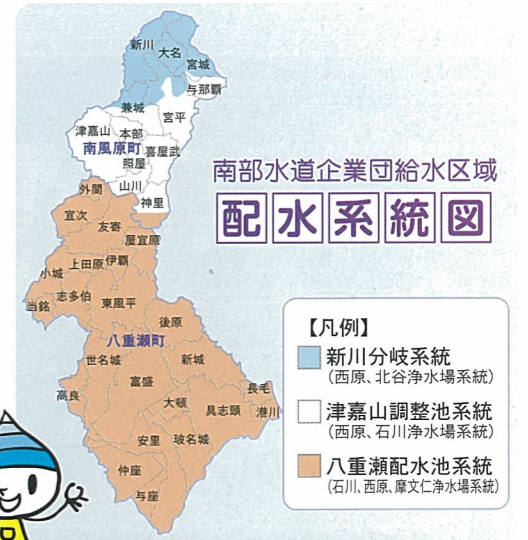 新川
大名
宮城
与那覇
兼城
宮平
津嘉山
本部
喜屋武
南風原町
照屋
山川
神里
南部水道企業団給水区域
配水系統図
外間
宜次
友寄
屋宜原
上田原
伊覇
小城
志多伯
東風平
当銘
後原
八重瀬町
世名城
新城
富盛
高良
大頓
長毛
具志頭
港川
安里
玻名城
仲座
与座
【凡例】
新川分岐系統
(西原、北谷浄水場系統)
津嘉山調整池系統
(西原、石川浄水場系統)
八重瀬配水池系統
(石川、西原、摩文仁浄水場系統)